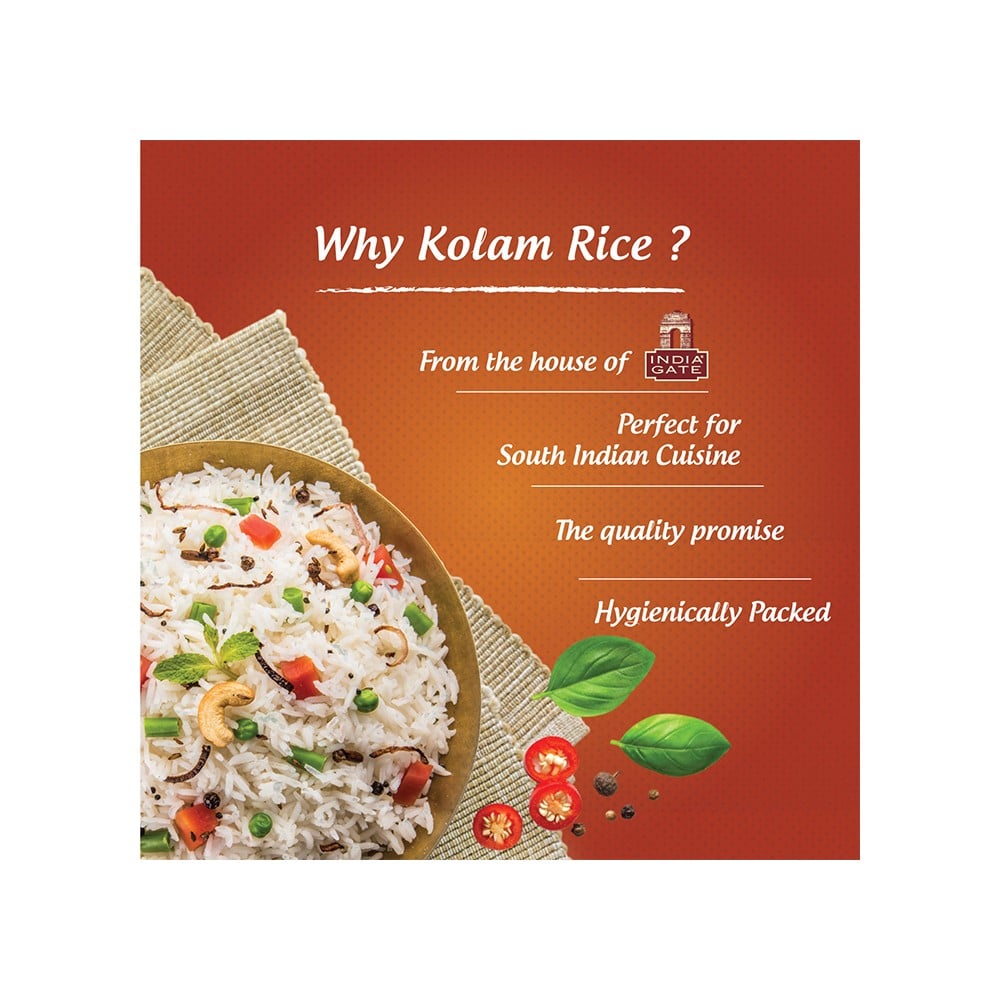 Why Kolam Rice ?
From the house of INDIA GATE
Perfect for
South Indian Cuisine
The quality promise
Hygienically Packed